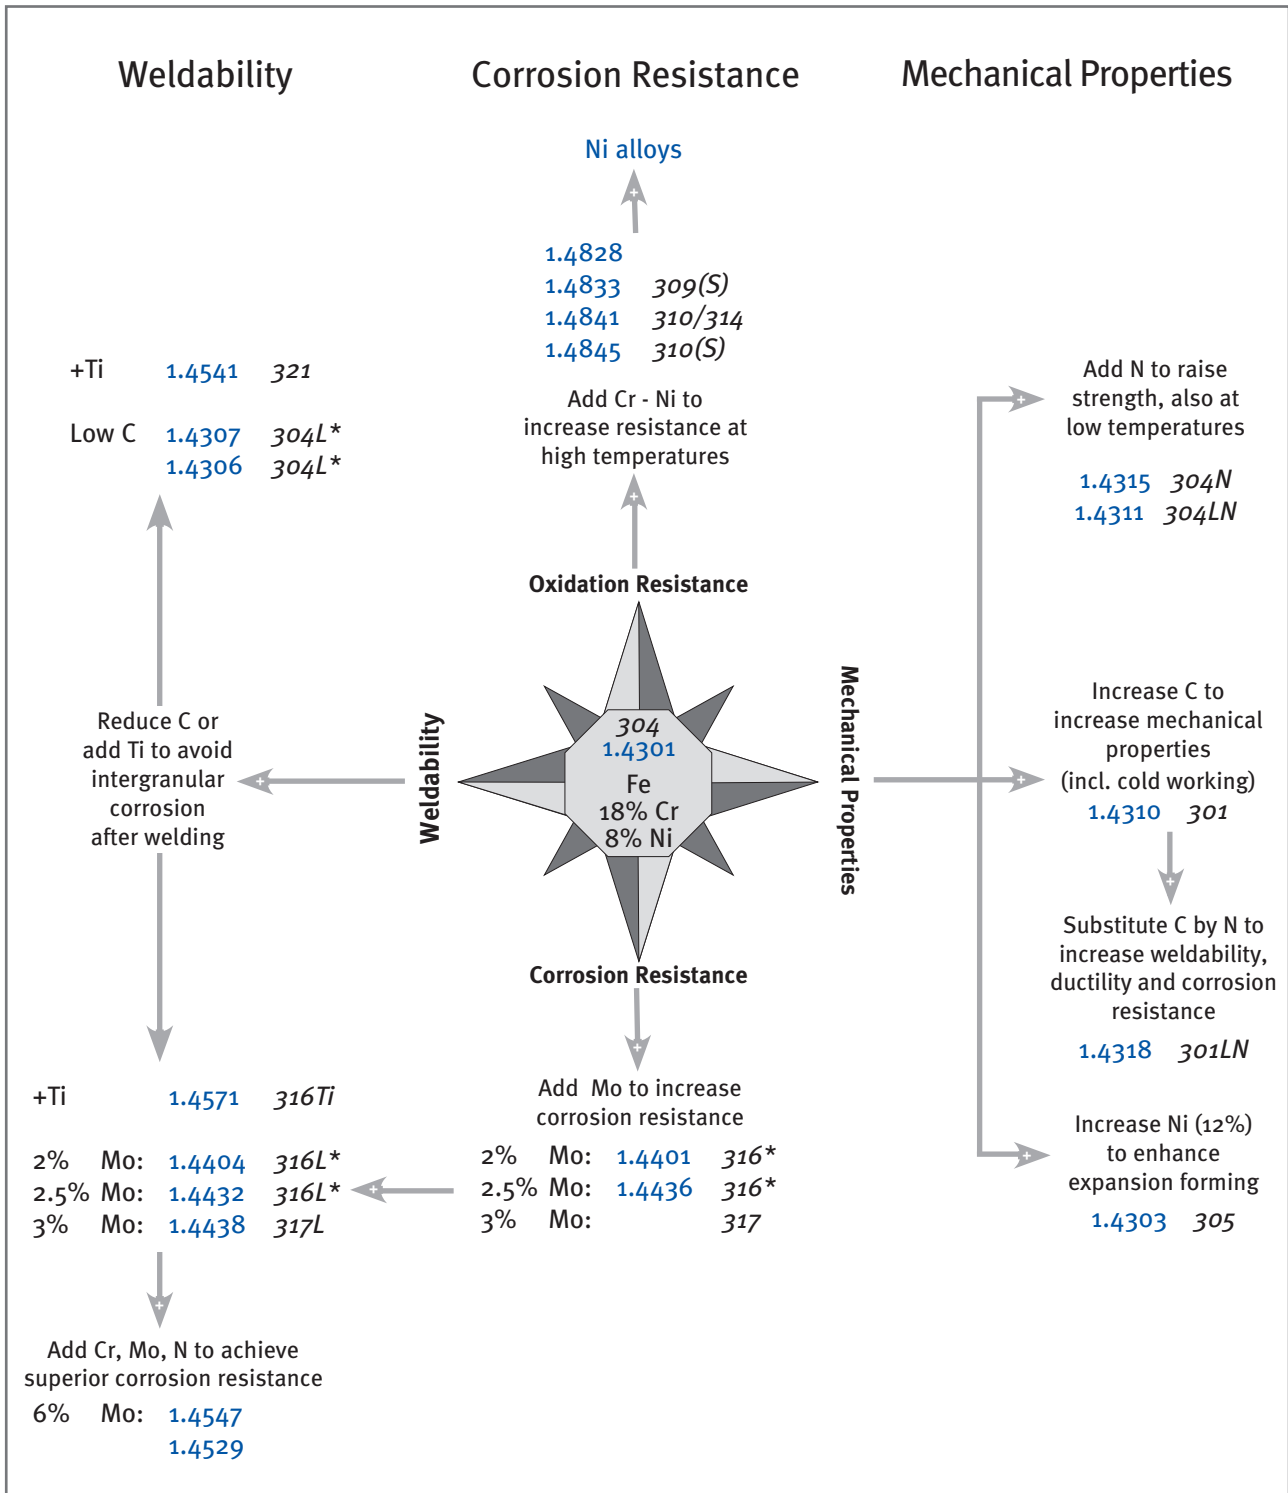 Weldability
Corrosion Resistance
Mechanical Properties
Ni alloys
1.4828
1.4833 309(S)
1.4841 310/314
1.4845 310(S)
Add Cr - Ni to
increase resistance at
high temperatures
+Ti 1.4541 321
Low C 1.4307 304L*
1.4306 304L*
Add N to raise
strength, also at
low temperatures
1.4315 304N
1.4311 304LN
Oxidation Resistance
Reduce C or
add Ti to avoid
intergranular
corrosion
after welding
+
+
+
Weldability
304
1.4301
Fe
18% Cr
8% Ni
Mechanical Properties
+
+
Increase C to
increase mechanical
properties
(incl. cold working)
1.4310 301
+
Substitute C by N to
increase weldability,
ductility and corrosion
resistance
1.4318 301LN
+
Increase Ni (12%)
to enhance
expansion forming
1.4303 305
Corrosion Resistance
+
Add Mo to increase
corrosion resistance
2% Mo: 1.4401 316*
2.5% Mo: 1.4436 316*
3% Mo: 317
+
+Ti 1.4571 316Ti
2% Mo: 1.4404 316L*
2.5% Mo: 1.4432 316L*
3% Mo: 1.4438 317L
+
Add Cr, Mo, N to achieve
superior corrosion resistance
6% Mo: 1.4547
1.4529